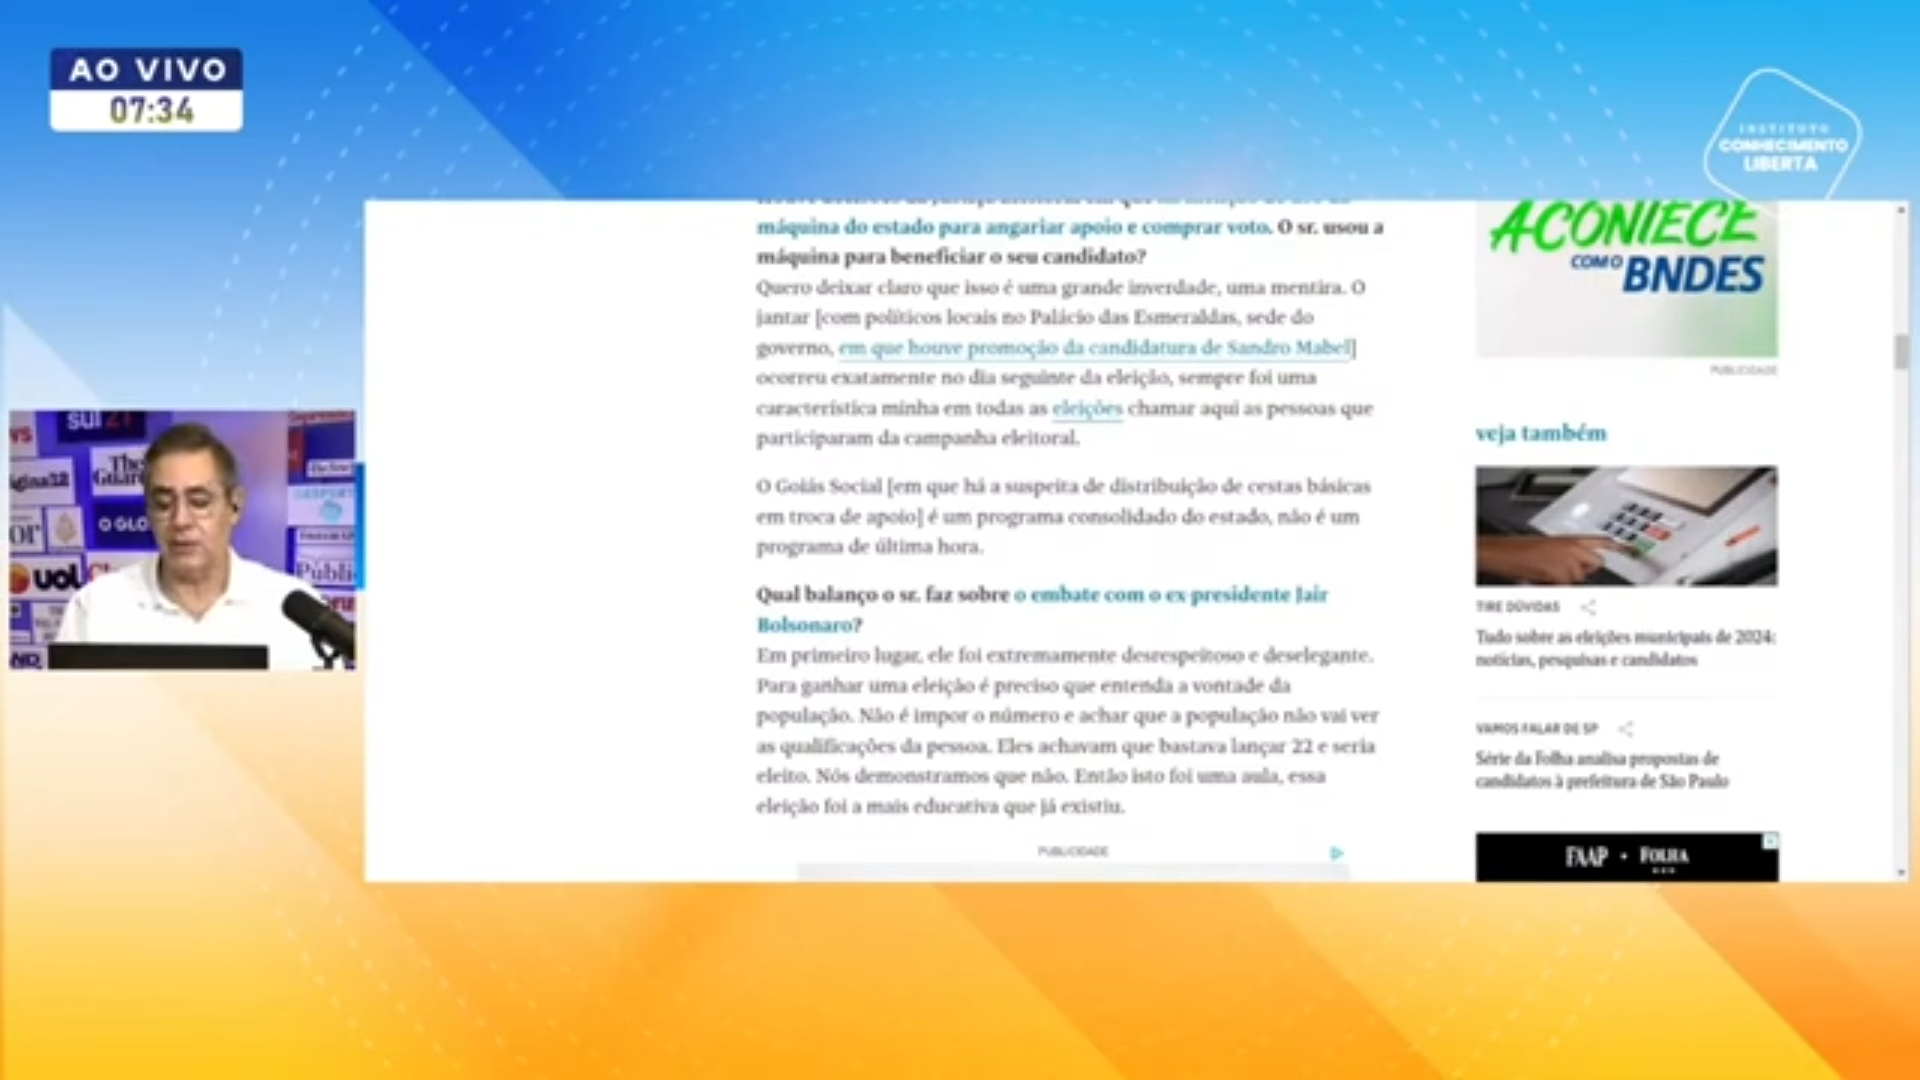 AO VIVO
07:34
INSTITUTO
CONHECIMENTO
LIBERTA
máquina do estado para angariar apoio e comprar voto. O sr. usou a
máquina para beneficiar o seu candidato?
Quero deixar claro que isso é uma grande inverdade, uma mentira. O
jantar [com políticos locais no Palácio das Esmeraldas, sede do
governo, em que houve promoção da candidatura de Sandro Mabel]
ocorreu exatamente no dia seguinte da eleição, sempre foi uma
característica minha em todas as eleições chamar aqui as pessoas que
participaram da campanha eleitoral.
O Goiás Social [em que há a suspeita de distribuição de cestas básicas
em troca de apoio] é um programa consolidado do estado, não é um
programa de última hora.
Qual balanço o sr. faz sobre o embate com o ex presidente Jair
Bolsonaro?
Em primeiro lugar, ele foi extremamente desrespeitoso e deselegante.
Para ganhar uma eleição é preciso que entenda a vontade da
população. Não é impor o número e achar que a população não vai ver
as qualificações da pessoa. Eles achavam que bastava lançar 22 e seria
eleito. Nós demonstramos que não. Então isto foi uma aula, essa
eleição foi a mais educativa que já existiu.
PUBLICIDADE
ACONTECE
COM O BNDES
PUBLICIDADE
veja também
TIRE DÚVIDAS
Tudo sobre as eleições municipais de 2024:
notícias, pesquisas e candidatos
VAMOS FALAR DE SP
Série da Folha analisa propostas de
candidatos à prefeitura de São Paulo
FAAP + FOLHA
sul21
The
Guar
O GLO
uol
Públi